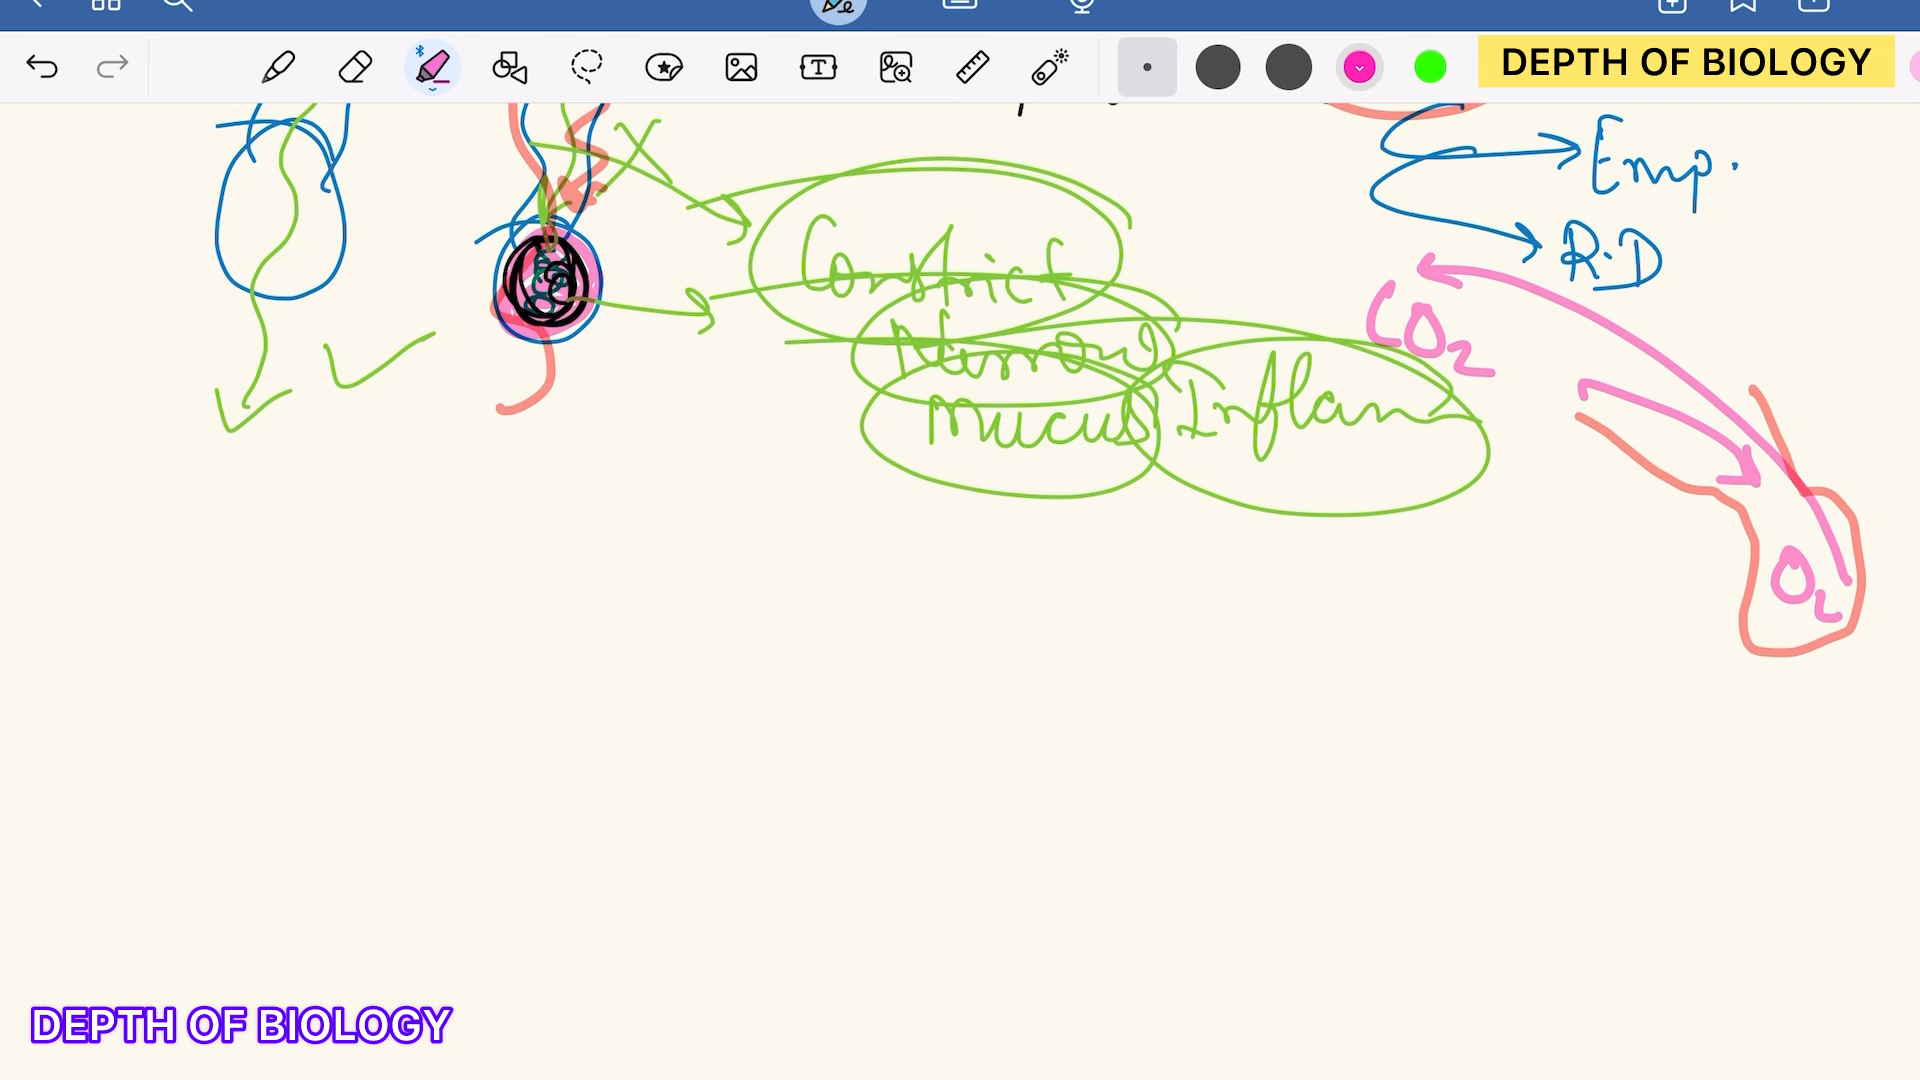 DEPTH OF BIOLOGY
Emp.
R.D
Constrict
CO2
Narrow
Mucus Inflam
O2
DEPTH OF BIOLOGY